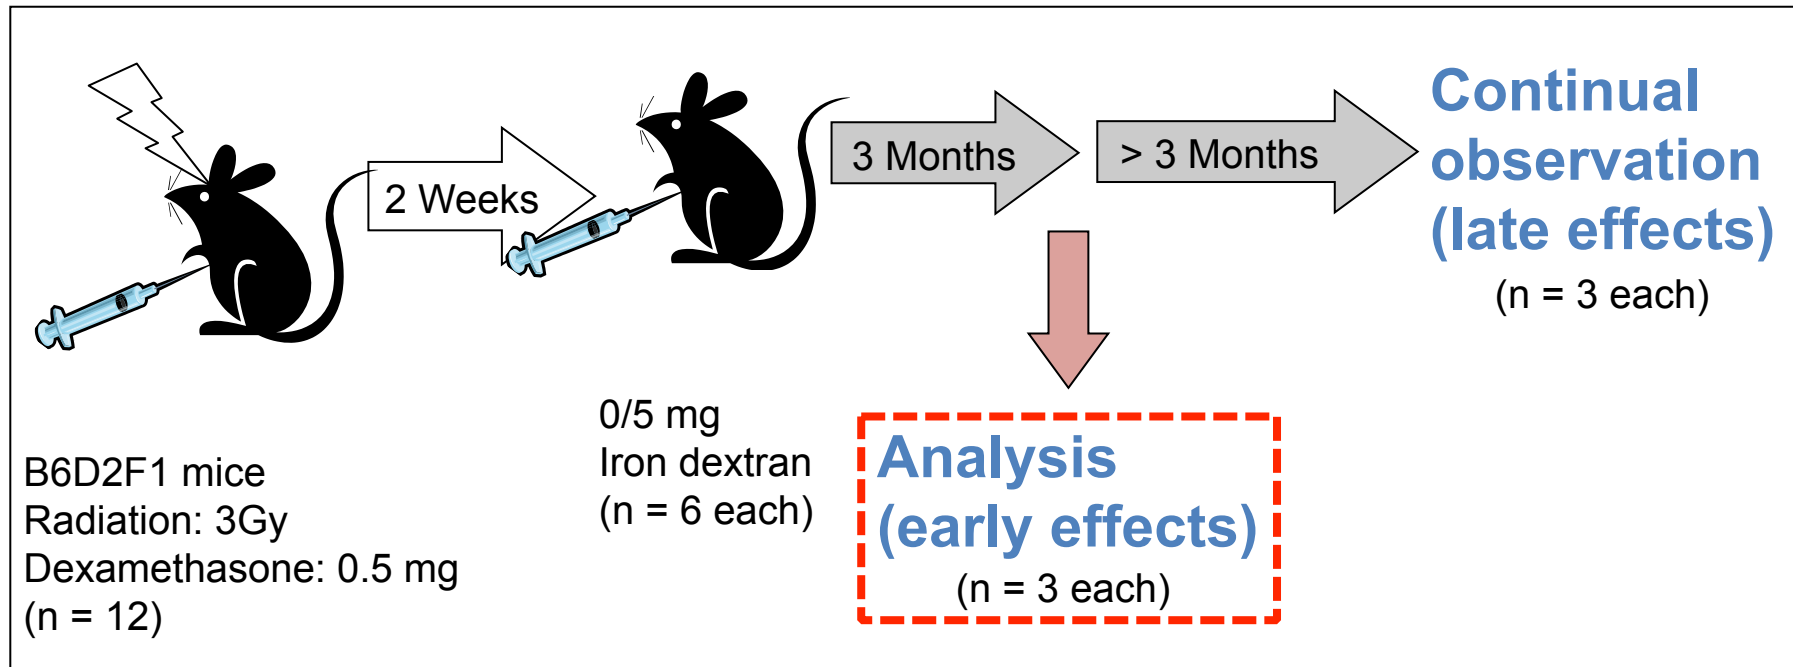 B6D2F1 mice
Radiation: 3Gy
Dexamethasone: 0.5 mg
(n = 12)
2 Weeks
0/5 mg
Iron dextran
(n = 6 each)
3 Months
Analysis
(early effects)
(n = 3 each)
> 3 Months
Continual
observation
(late effects)
(n = 3 each)